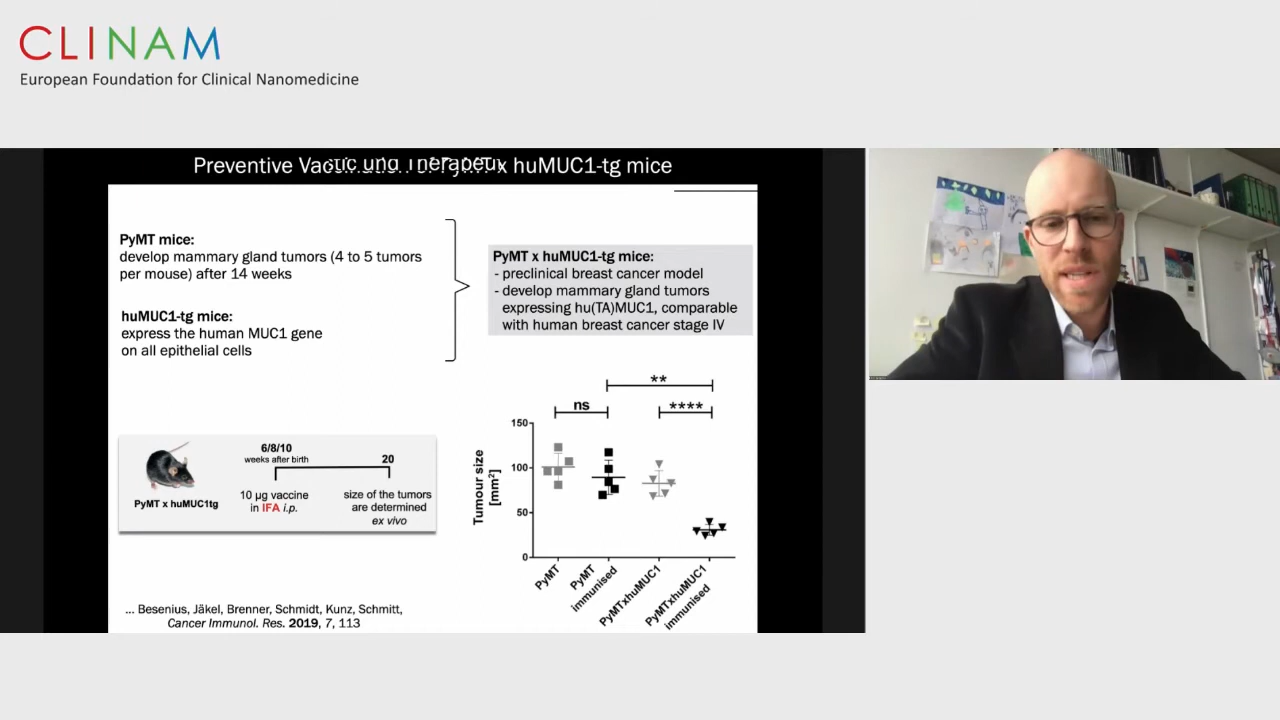 CLINAM
European Foundation for Clinical Nanomedicine
Preventive x huMUC1-tg mice
PyMT mice:
develop mammary gland tumors (4 to 5 tumors
per mouse) after 14 weeks
huMUC1-tg mice:
express the human MUC1 gene
on all epithelial cells
PyMT x huMUC1-tg mice:
- preclinical breast cancer model
- develop mammary gland tumors
expressing hu(TA)MUC1, comparable
with human breast cancer stage IV
PyMT x huMUC1tg
6/8/10
weeks after birth
20
10 µg vaccine
in IFA i.p.
size of the tumors
are determined
ex vivo
**
ns
****
150
100
50
0
Tumour size
[mm²]
PyMT
PyMT
immunised
PyMTxhuMUC1
PyMTxhuMUC1
immunised
... Besenius, Jäkel, Brenner, Schmidt, Kunz, Schmitt,
Cancer Immunol. Res. 2019, 7, 113